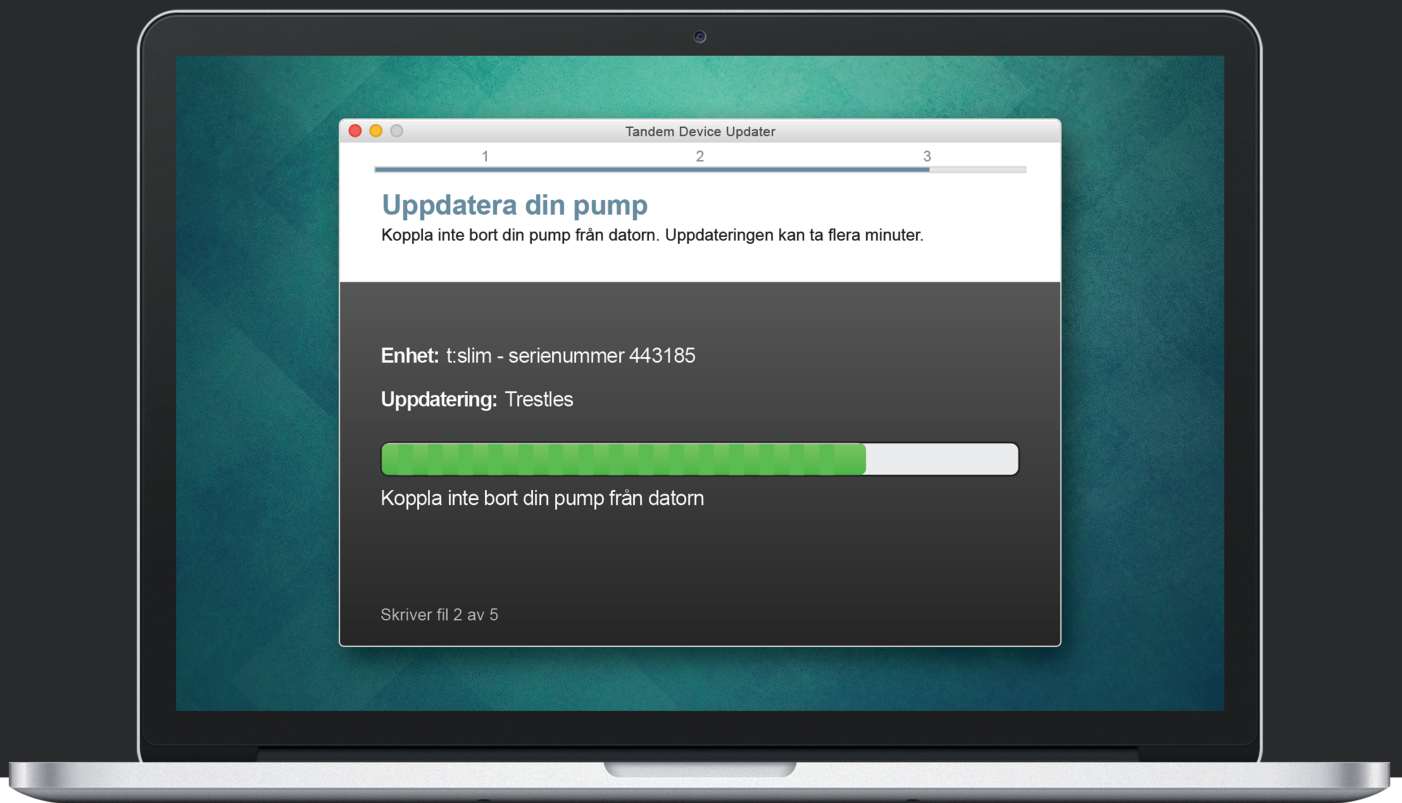 Tandem Device Updater
1 2 3
Uppdatera din pump
Koppla inte bort din pump från datorn. Uppdateringen kan ta flera minuter.
Enhet: t:slim - serienummer 443185
Uppdatering: Trestles
Koppla inte bort din pump från datorn
Skriver fil 2 av 5